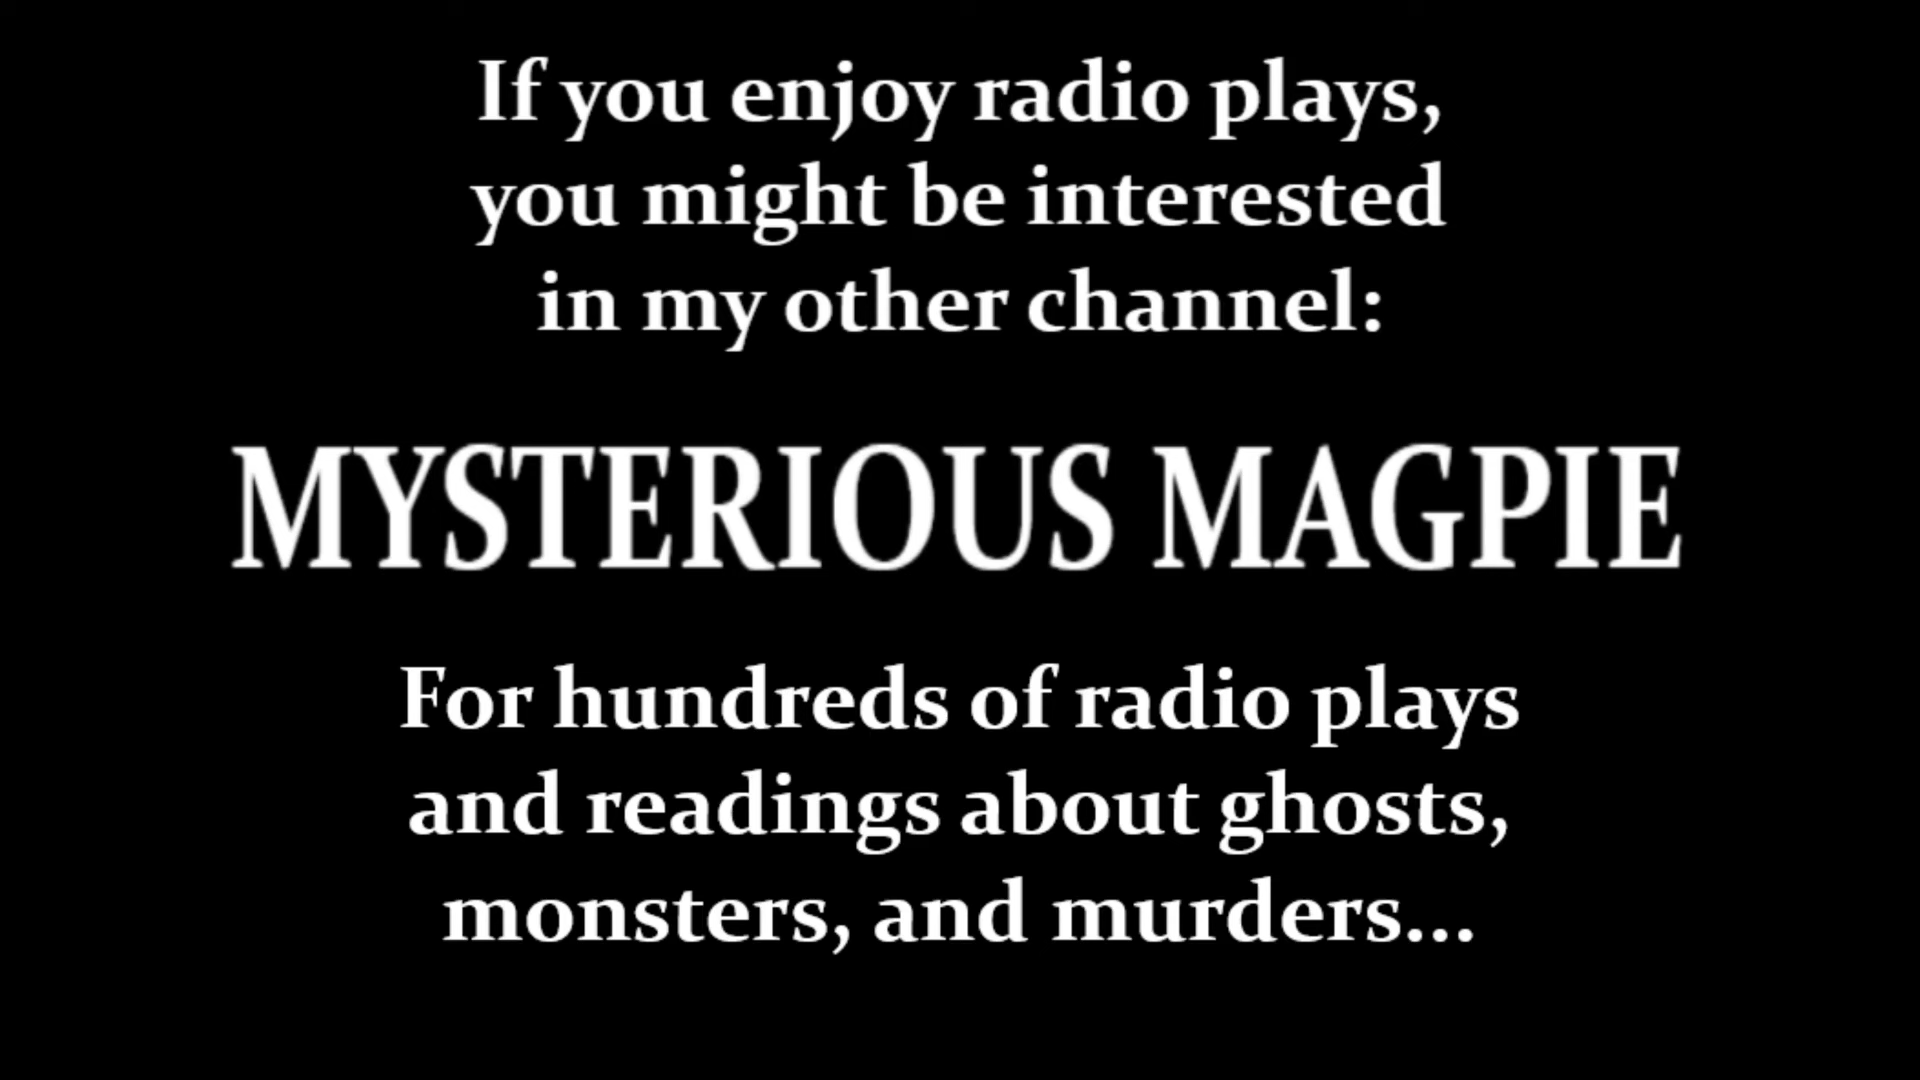 If you enjoy radio plays,
you might be interested
in my other channel:
MYSTERIOUS MAGPIE
For hundreds of radio plays
and readings about ghosts,
monsters, and murders...